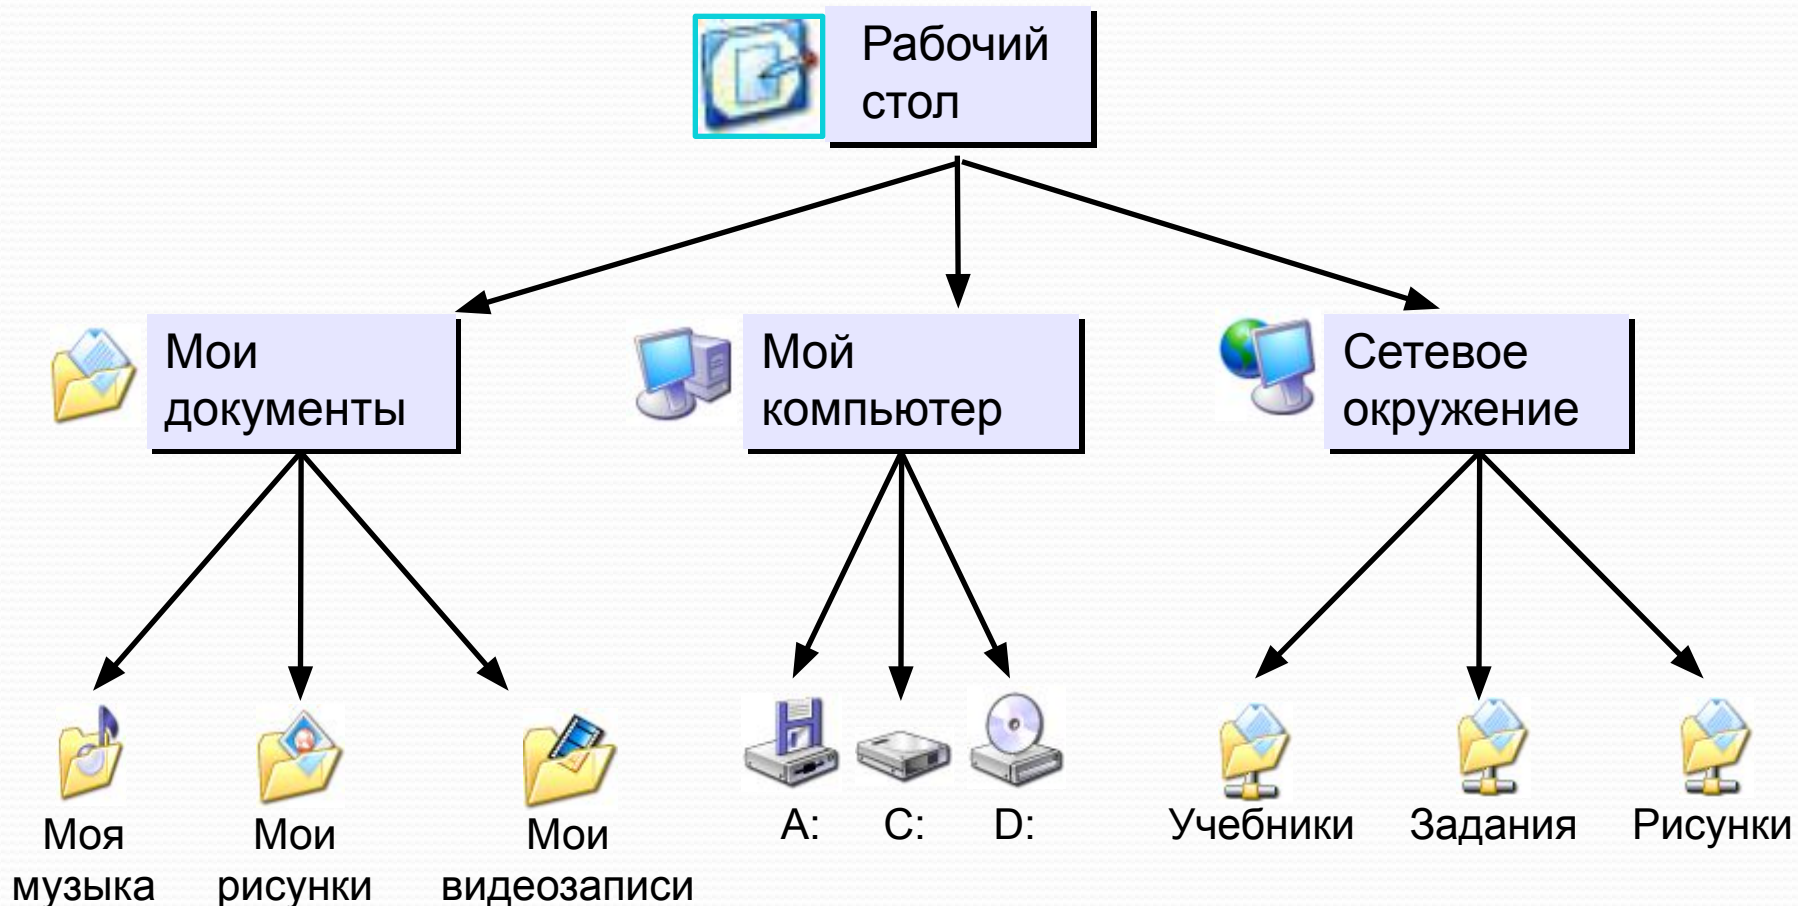 Рабочий
стол
Мои
документы
Мой
компьютер
Сетевое
окружение
Моя
музыка
Мои
рисунки
Мои
видеозаписи
A:
C:
D:
Учебники
Задания
Рисунки